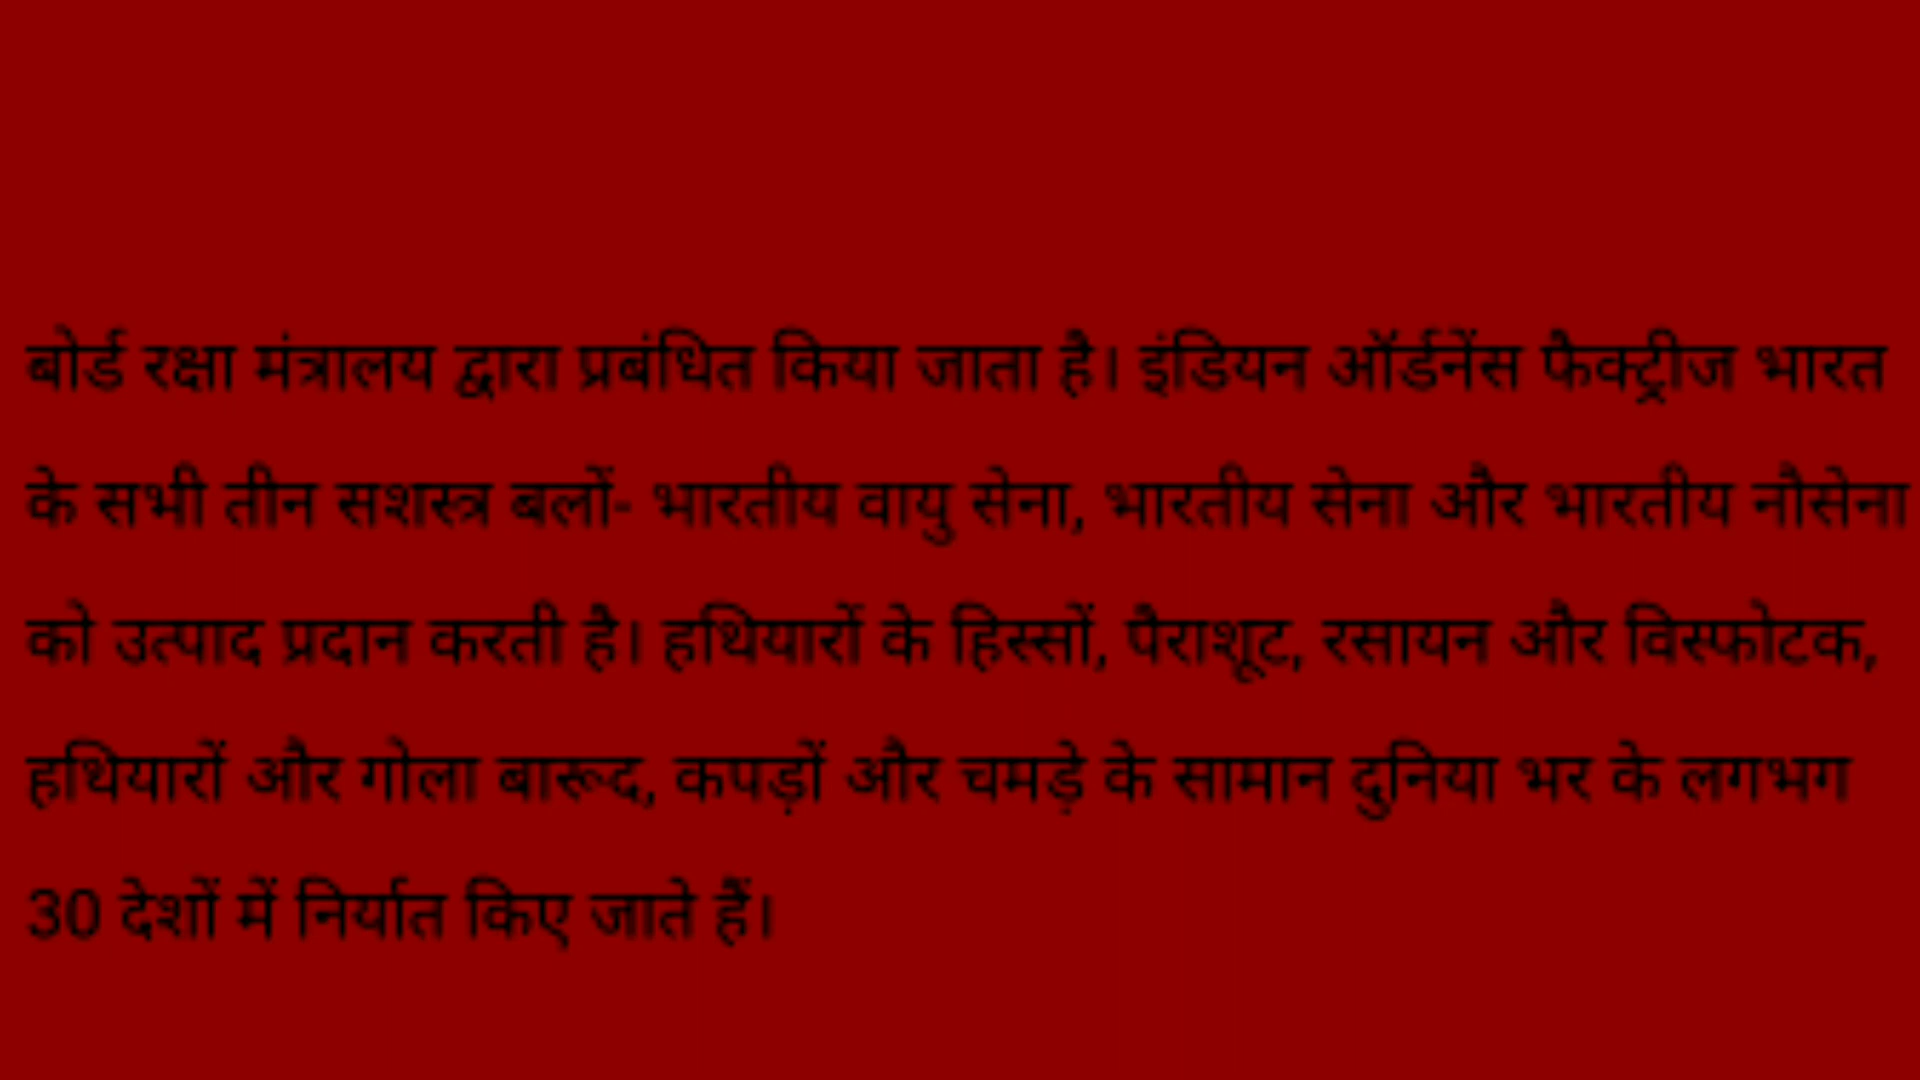 बोर्ड रक्षा मंत्रालय द्वारा प्रबंधित किया जाता है। इंडियन ऑर्डनेंस फैक्ट्रीज भारत
के सभी तीन सशस्त्र बलों- भारतीय वायु सेना, भारतीय सेना और भारतीय नौसेना
को उत्पाद प्रदान करती है। हथियारों के हिस्सों, पैराशूट, रसायन और विस्फोटक,
हथियारों और गोला बारूद, कपड़ों और चमड़े के सामान दुनिया भर के लगभग
30 देशों में निर्यात किए जाते हैं।